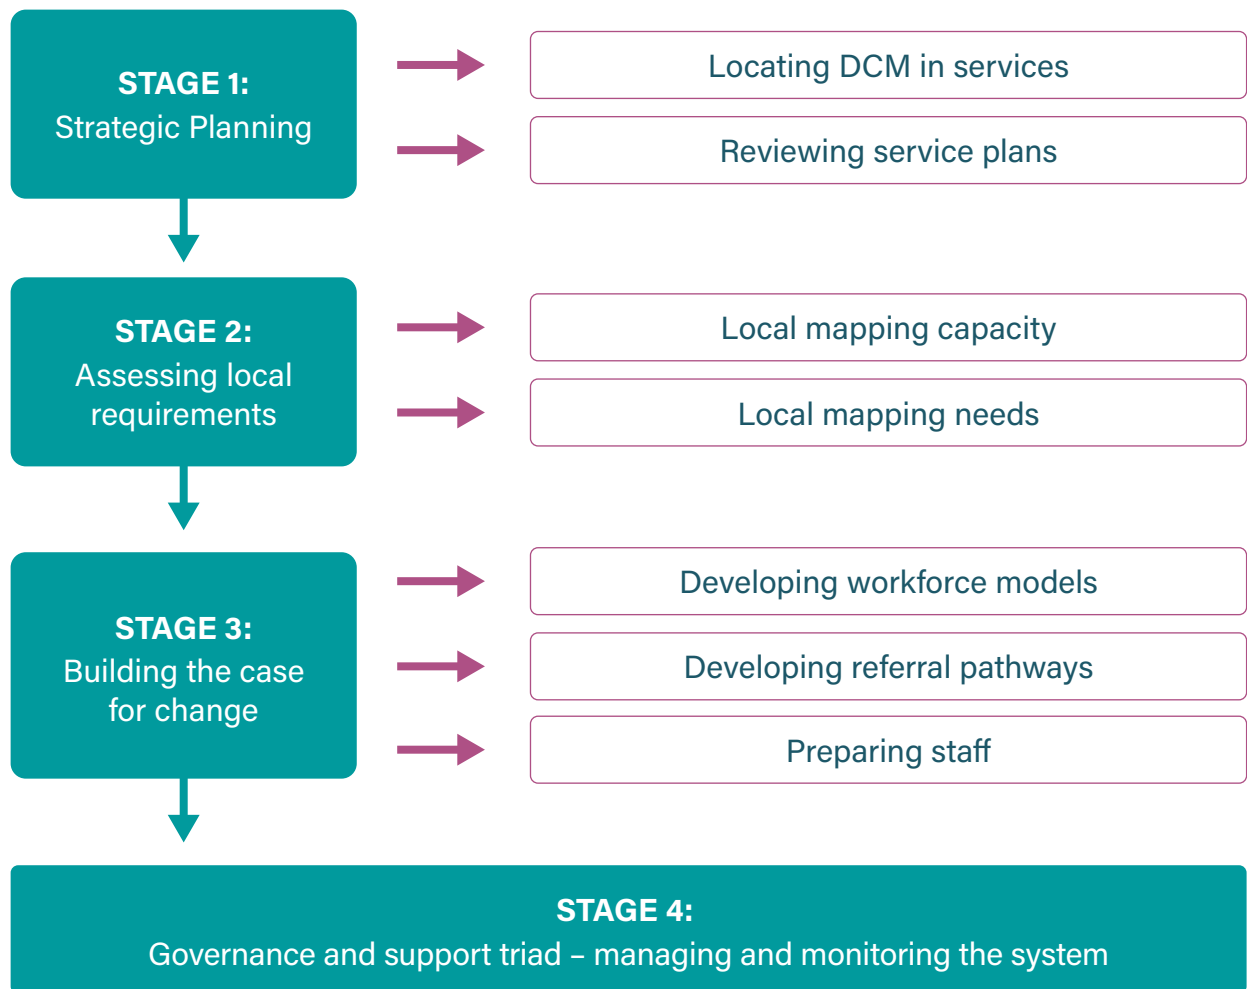 STAGE 1:
Strategic Planning
Locating DCM in services
Reviewing service plans
STAGE 2:
Assessing local
requirements
Local mapping capacity
Local mapping needs
STAGE 3:
Building the case
for change
Developing workforce models
Developing referral pathways
Preparing staff
STAGE 4:
Governance and support triad – managing and monitoring the system